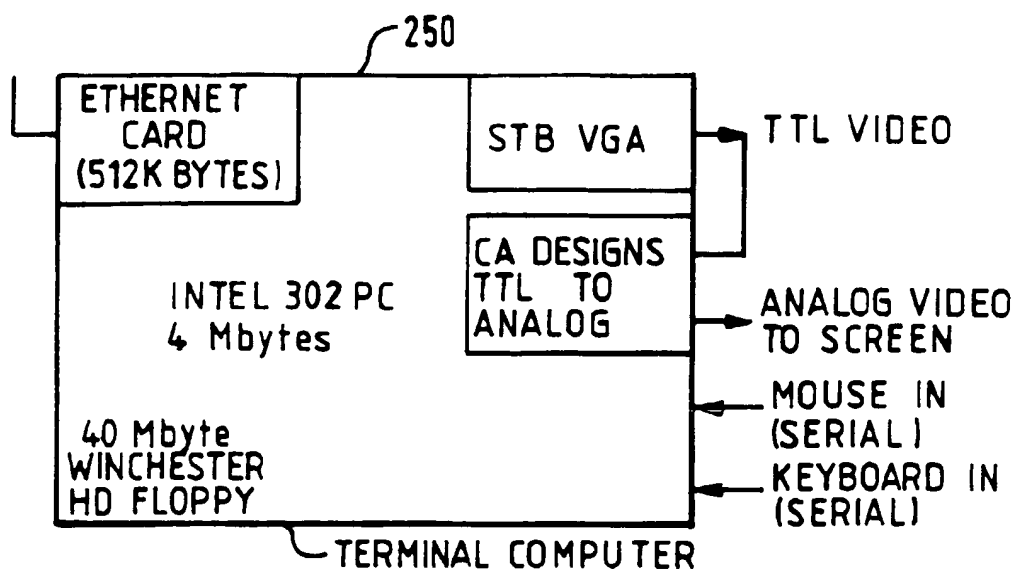 250
ETHERNET
CARD
(512K BYTES)
STB VGA
TTL VIDEO
CA DESIGNS
TTL TO
ANALOG
INTEL 302 PC
4 Mbytes
ANALOG VIDEO
TO SCREEN
MOUSE IN
(SERIAL)
40 Mbyte
WINCHESTER
HD FLOPPY
KEYBOARD IN
(SERIAL)
TERMINAL COMPUTER